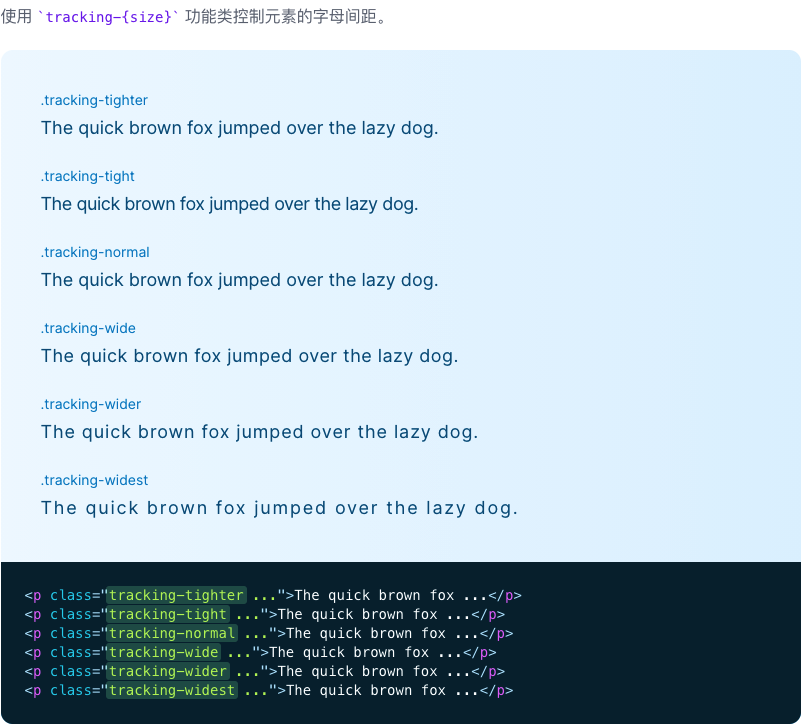 使用 `tracking-{size}` 功能类控制元素的字母间距。
.tracking-tighter
The quick brown fox jumped over the lazy dog.
.tracking-tight
The quick brown fox jumped over the lazy dog.
.tracking-normal
The quick brown fox jumped over the lazy dog.
.tracking-wide
The quick brown fox jumped over the lazy dog.
.tracking-wider
The quick brown fox jumped over the lazy dog.
.tracking-widest
The quick brown fox jumped over the lazy dog.
<p class="tracking-tighter ...">The quick brown fox ...</p>
<p class="tracking-tight ...">The quick brown fox ...</p>
<p class="tracking-normal ...">The quick brown fox ...</p>
<p class="tracking-wide ...">The quick brown fox ...</p>
<p class="tracking-wider ...">The quick brown fox ...</p>
<p class="tracking-widest ...">The quick brown fox ...</p>